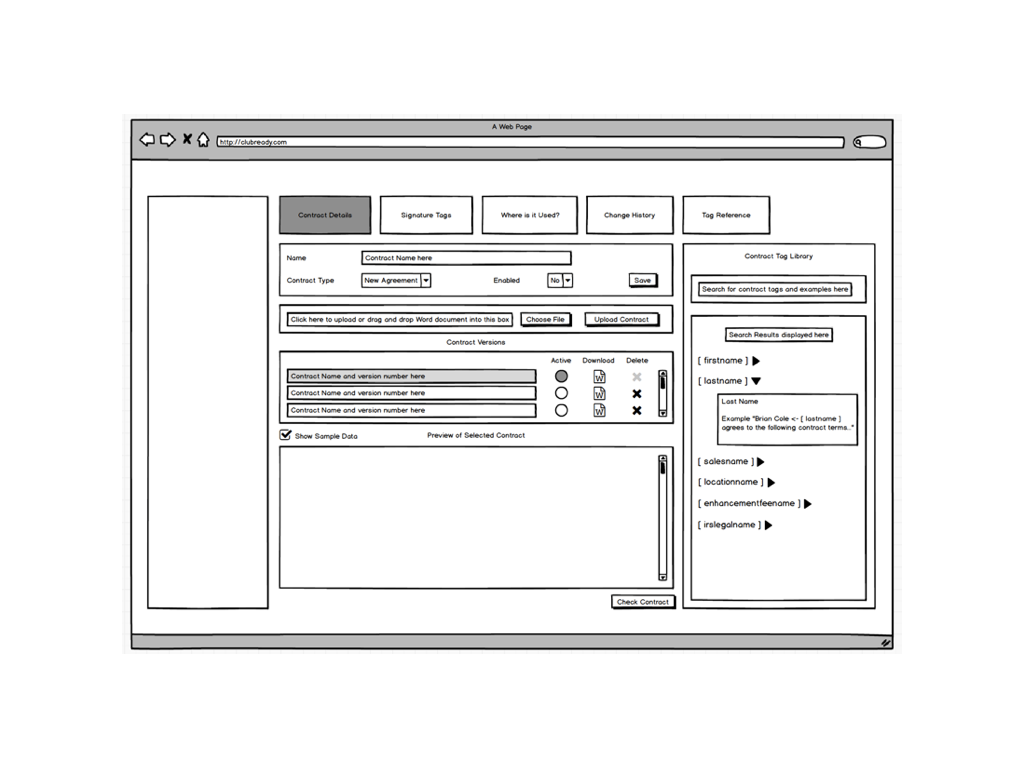 A Web Page
http://clubready.com
Contract Details
Signature Tags
Where is it Used?
Change History
Tag Reference
Name
Contract Name here
Contract Type
New Agreement
Enabled
No
Save
Click here to upload or drag and drop Word document into this box
Choose File
Upload Contract
Contract Versions
Active
Download
Delete
Contract Name and version number here
W
Contract Name and version number here
W
Contract Name and version number here
W
Show Sample Data
Preview of Selected Contract
Check Contract
Contract Tag Library
Search for contract tags and examples here
Search Results displayed here
[ firstname ]
[ lastname ]
Last Name
Example "Brian Cole <- [ lastname ]
agrees to the following contract terms.."
[ salesname ]
[ locationname ]
[ enhancementfeename ]
[ irslegalname ]